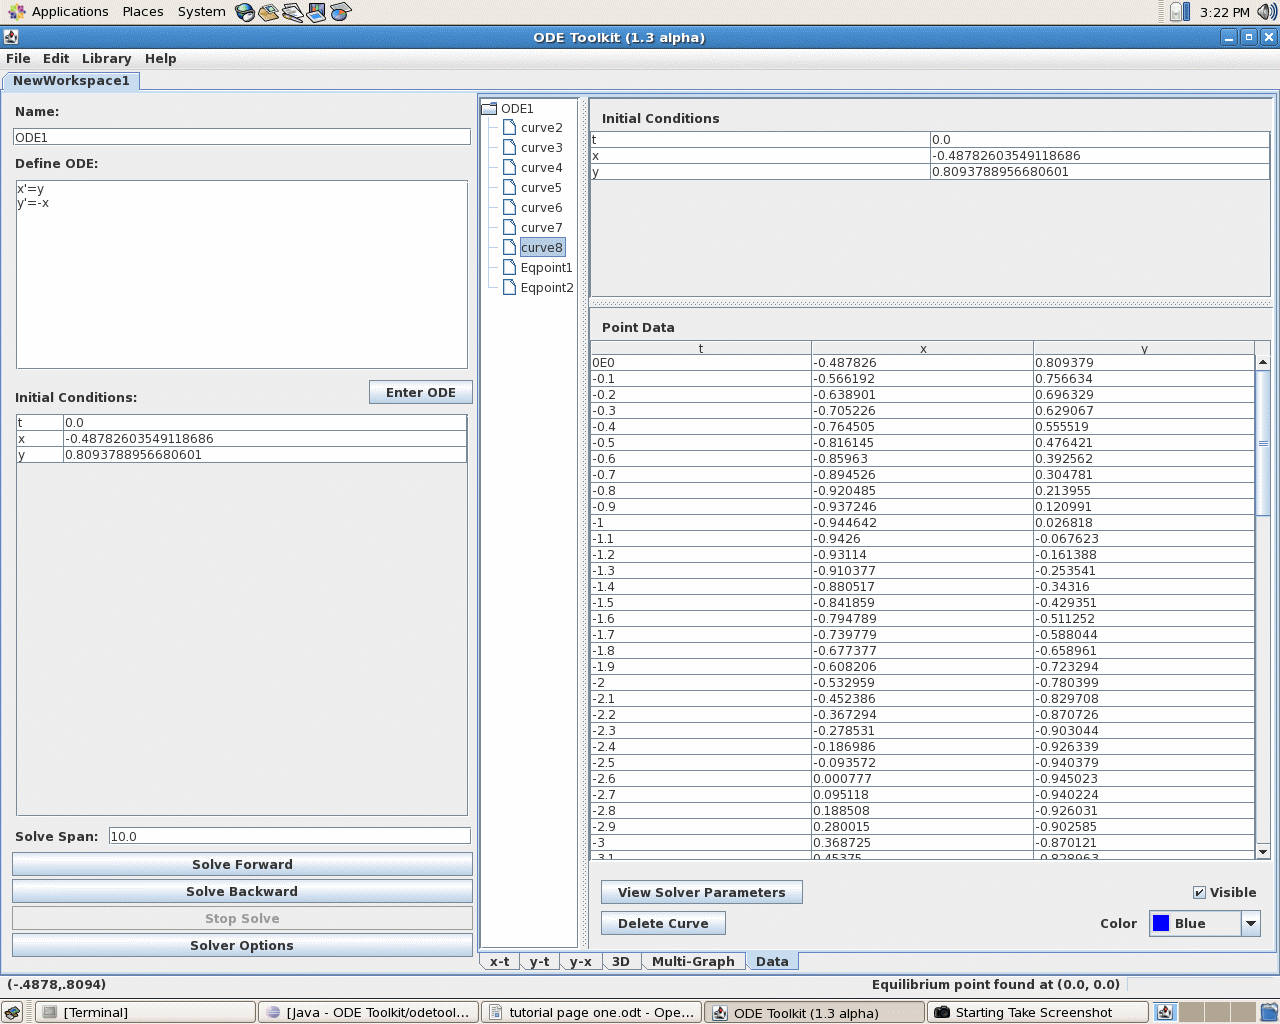 Applications Places System 3:22 PM
ODE Toolkit (1.3 alpha)
File Edit Library Help
NewWorkspace1
Name:
ODE1
Define ODE:
x'=y
y'=-x
Enter ODE
Initial Conditions:
t 0.0
x -0.48782603549118686
y 0.8093788956680601
Solve Span: 10.0
Solve Forward
Solve Backward
Stop Solve
Solver Options
ODE1
curve2
curve3
curve4
curve5
curve6
curve7
curve8
Eqpoint1
Eqpoint2
Initial Conditions
t 0.0
x -0.48782603549118686
y 0.8093788956680601
Point Data
t x y
0E0 -0.487826 0.809379
-0.1 -0.566192 0.756634
-0.2 -0.638901 0.696329
-0.3 -0.705226 0.629067
-0.4 -0.764505 0.555519
-0.5 -0.816145 0.476421
-0.6 -0.85963 0.392562
-0.7 -0.894526 0.304781
-0.8 -0.920485 0.213955
-0.9 -0.937246 0.120991
-1 -0.944642 0.026818
-1.1 -0.9426 -0.067623
-1.2 -0.93114 -0.161388
-1.3 -0.910377 -0.253541
-1.4 -0.880517 -0.34316
-1.5 -0.841859 -0.429351
-1.6 -0.794789 -0.511252
-1.7 -0.739779 -0.588044
-1.8 -0.677377 -0.658961
-1.9 -0.608206 -0.723294
-2 -0.532959 -0.780399
-2.1 -0.452386 -0.829708
-2.2 -0.367294 -0.870726
-2.3 -0.278531 -0.903044
-2.4 -0.186986 -0.926339
-2.5 -0.093572 -0.940379
-2.6 0.000777 -0.945023
-2.7 0.095118 -0.940224
-2.8 0.188508 -0.926031
-2.9 0.280015 -0.902585
-3 0.368725 -0.870121
-3.1 0.45375 -0.828963
View Solver Parameters Visible
Delete Curve Color Blue
x-t y-t y-x 3D Multi-Graph Data
(-.4878,.8094) Equilibrium point found at (0.0, 0.0)
[Terminal] [Java - ODE Toolkit/odetool... tutorial page one.odt - Ope... ODE Toolkit (1.3 alpha) Starting Take Screenshot